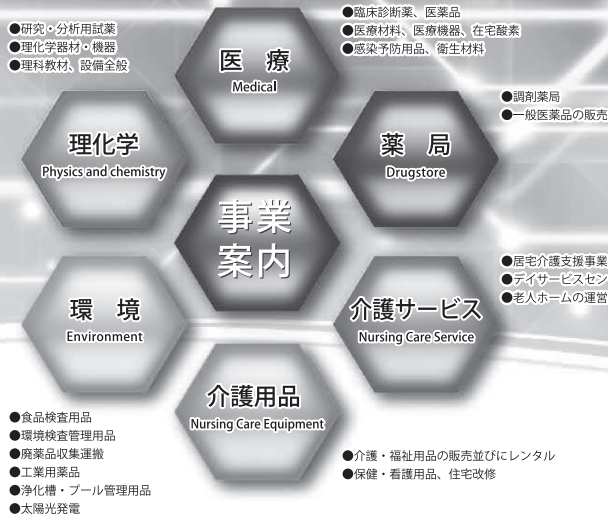 ●研究・分析用試薬
●理化学器材・機器
●理科教材、設備全般
医　療
Medical
●臨床診断薬、医薬品
●医療材料、医療機器、在宅酸素
●感染予防用品、衛生材料
理化学
Physics and chemistry
薬　局
Drugstore
●調剤薬局
●一般医薬品の販売
事業
案内
環　境
Environment
介護サービス
Nursing Care Service
●居宅介護支援事業
●デイサービスセン
●老人ホームの運営
介護用品
Nursing Care Equipment
●食品検査用品
●環境検査管理用品
●廃薬品収集運搬
●工業用薬品
●浄化槽・プール管理用品
●太陽光発電
●介護・福祉用品の販売並びにレンタル
●保健・看護用品、住宅改修